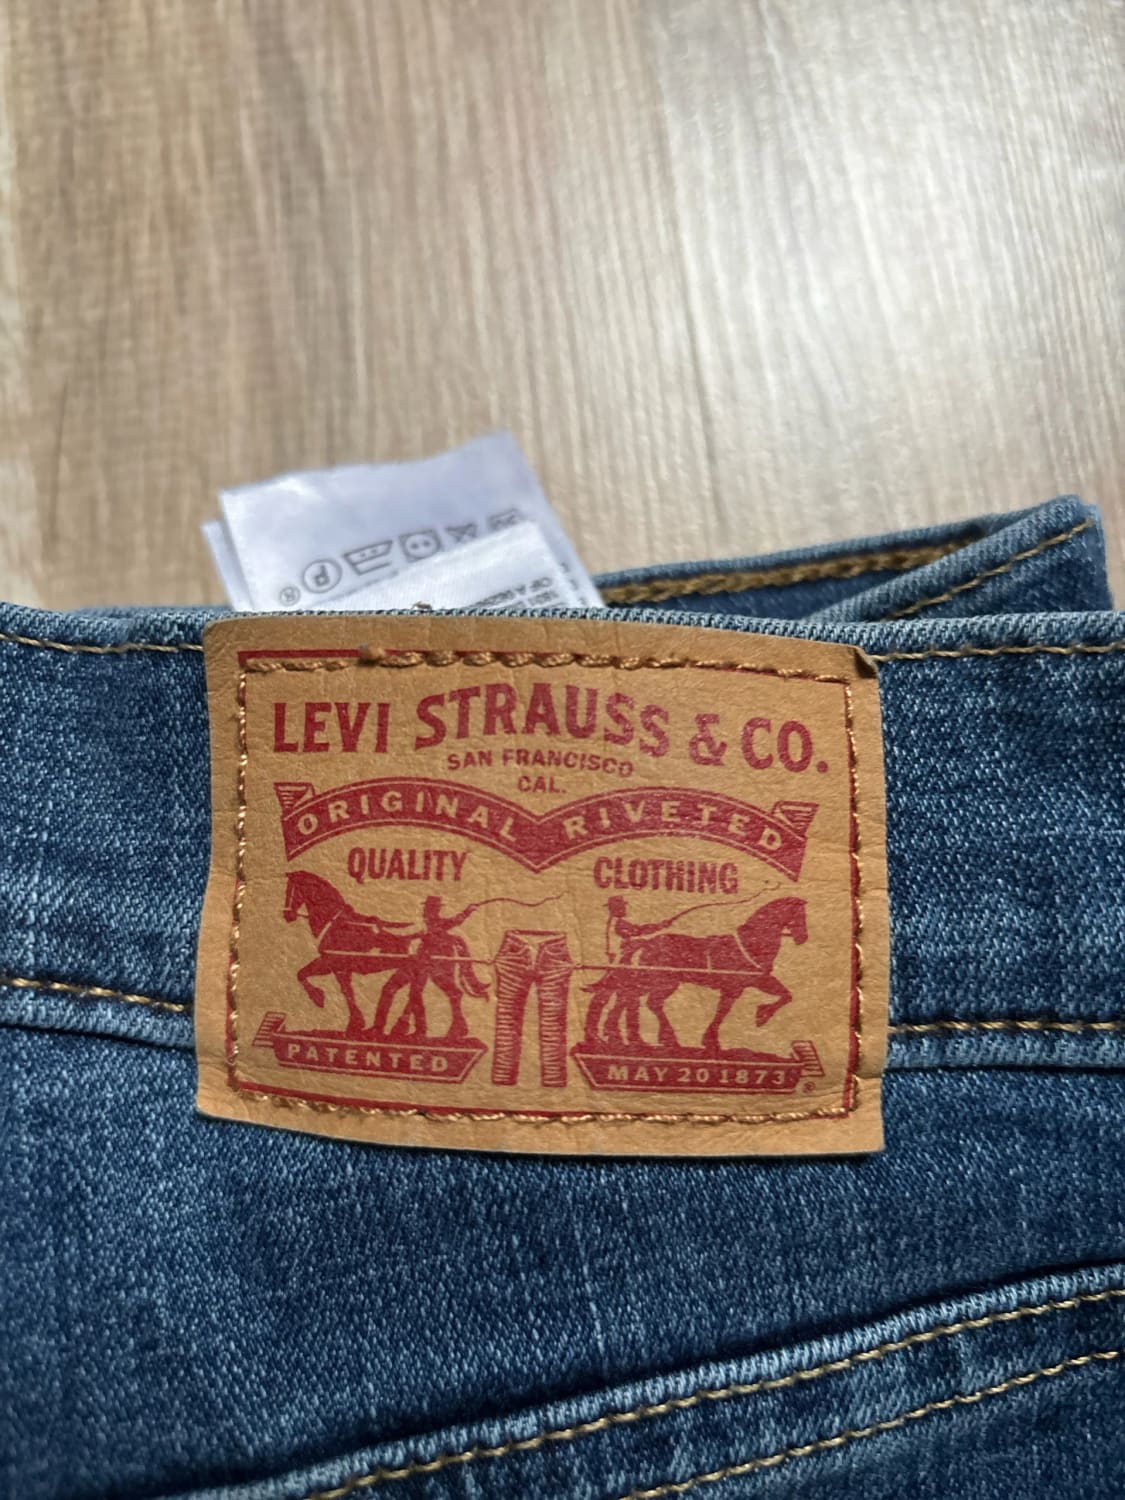 LEVI STRAUSS & CO.
SAN FRANCISCO
CAL.
ORIGINAL RIVETED
QUALITY CLOTHING
PATENTED MAY 20 1873
®
P
®